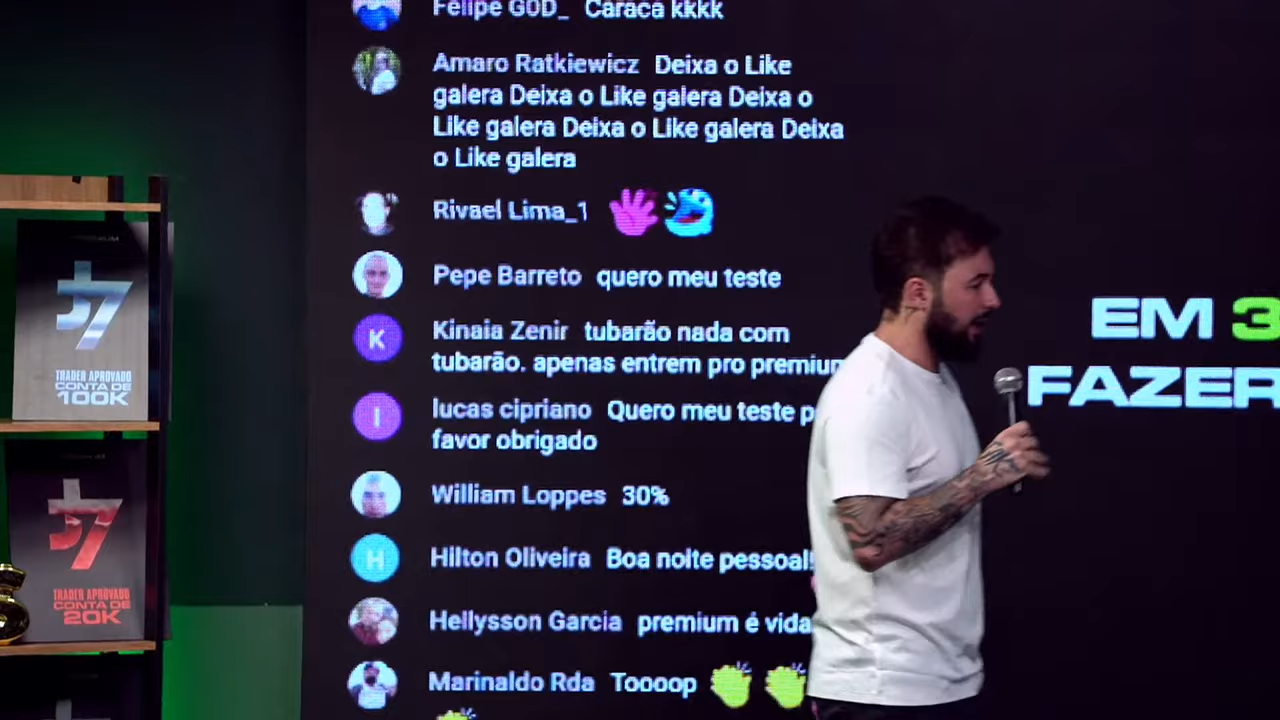 Felipe G0D_ Caraca kkkk
Amaro Ratkiewicz Deixa o Like
galera Deixa o Like galera Deixa o
Like galera Deixa o Like galera Deixa
o Like galera
Rivael Lima_1
Pepe Barreto quero meu teste
K
Kinaia Zenir tubarão nada com
tubarão. apenas entrem pro premium
lucas cipriano Quero meu teste p
favor obrigado
William Loppes 30%
H
Hilton Oliveira Boa noite pessoal!
Hellysson Garcia premium é vida
Marinaldo Rda Toooop
EM 3
FAZER
TRADER APROVADO
CONTA DE
100K
TRADER APROVADO
CONTA DE
20K